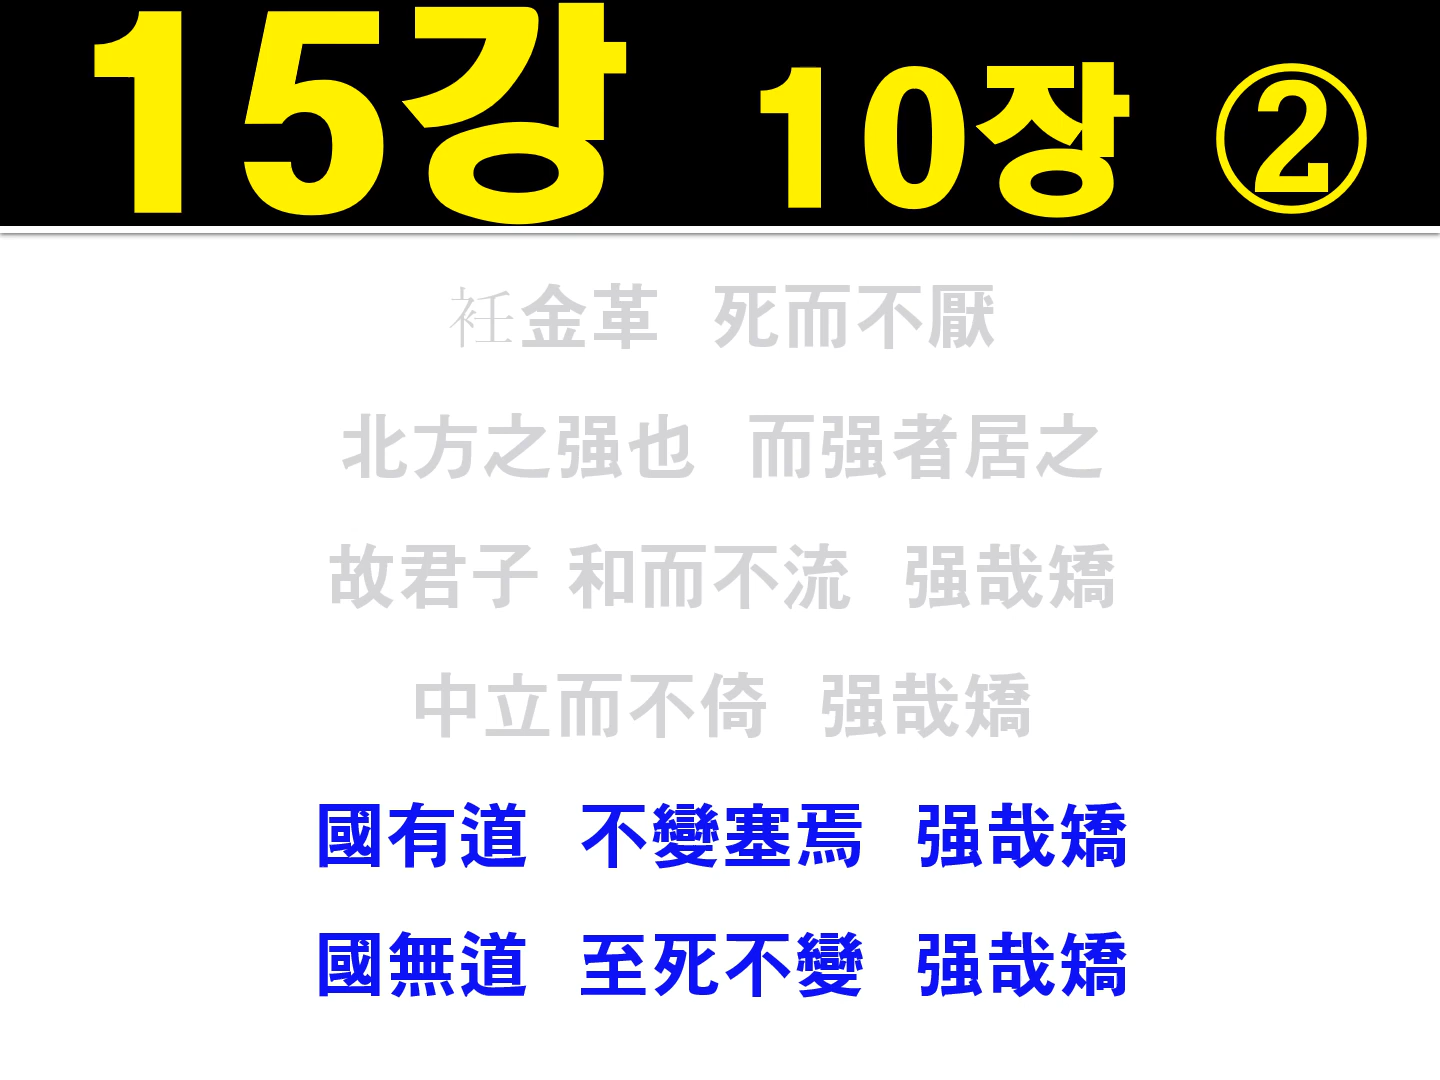 15강 10장 ②
衽金革 死而不厭
北方之强也 而强者居之
故君子 和而不流 强哉矯
中立而不倚 强哉矯
國有道 不變塞焉 强哉矯
國無道 至死不變 强哉矯